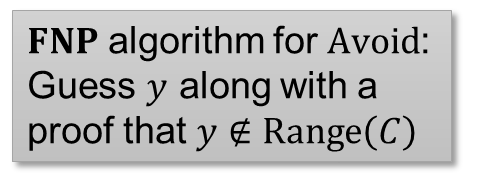 FNP algorithm for Avoid:
Guess y along with a
proof that y ∉ Range(C)